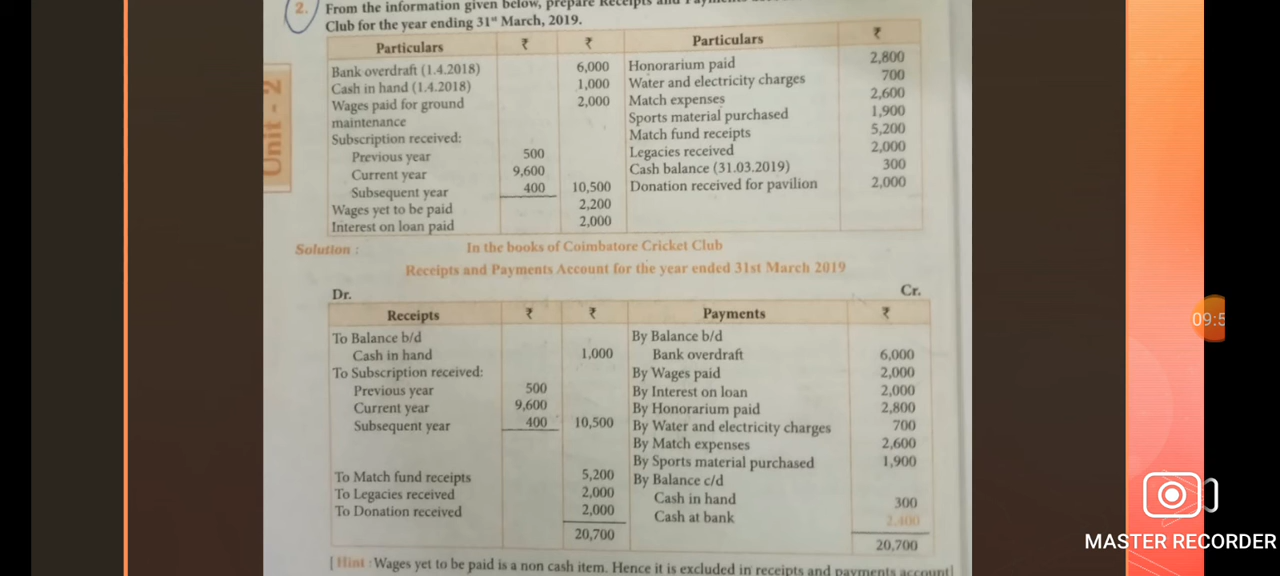 2. From the information given below, prepare Receipts and
Club for the year ending 31st March, 2019.
Particulars ₹ ₹ Particulars ₹
Bank overdraft (1.4.2018) 6,000 Honorarium paid 2,800
Cash in hand (1.4.2018) 1,000 Water and electricity charges 700
Wages paid for ground 2,000 Match expenses 2,600
maintenance Sports material purchased 1,900
Subscription received: Match fund receipts 5,200
Previous year 500 Legacies received 2,000
Current year 9,600 Cash balance (31.03.2019) 300
Subsequent year 400 10,500 Donation received for pavilion 2,000
Wages yet to be paid 2,200
Interest on loan paid 2,000
Unit - 2
Solution : In the books of Coimbatore Cricket Club
Receipts and Payments Account for the year ended 31st March 2019
Dr. Cr.
Receipts ₹ ₹ Payments ₹
To Balance b/d By Balance b/d
Cash in hand 1,000 Bank overdraft 6,000
To Subscription received: By Wages paid 2,000
Previous year 500 By Interest on loan 2,000
Current year 9,600 By Honorarium paid 2,800
Subsequent year 400 10,500 By Water and electricity charges 700
By Match expenses 2,600
By Sports material purchased 1,900
To Match fund receipts 5,200 By Balance c/d
To Legacies received 2,000 Cash in hand 300
To Donation received 2,000 Cash at bank 2,400
20,700 20,700
[Hint : Wages yet to be paid is a non cash item. Hence it is excluded in receipts and payments account]
09:5
MASTER RECORDER